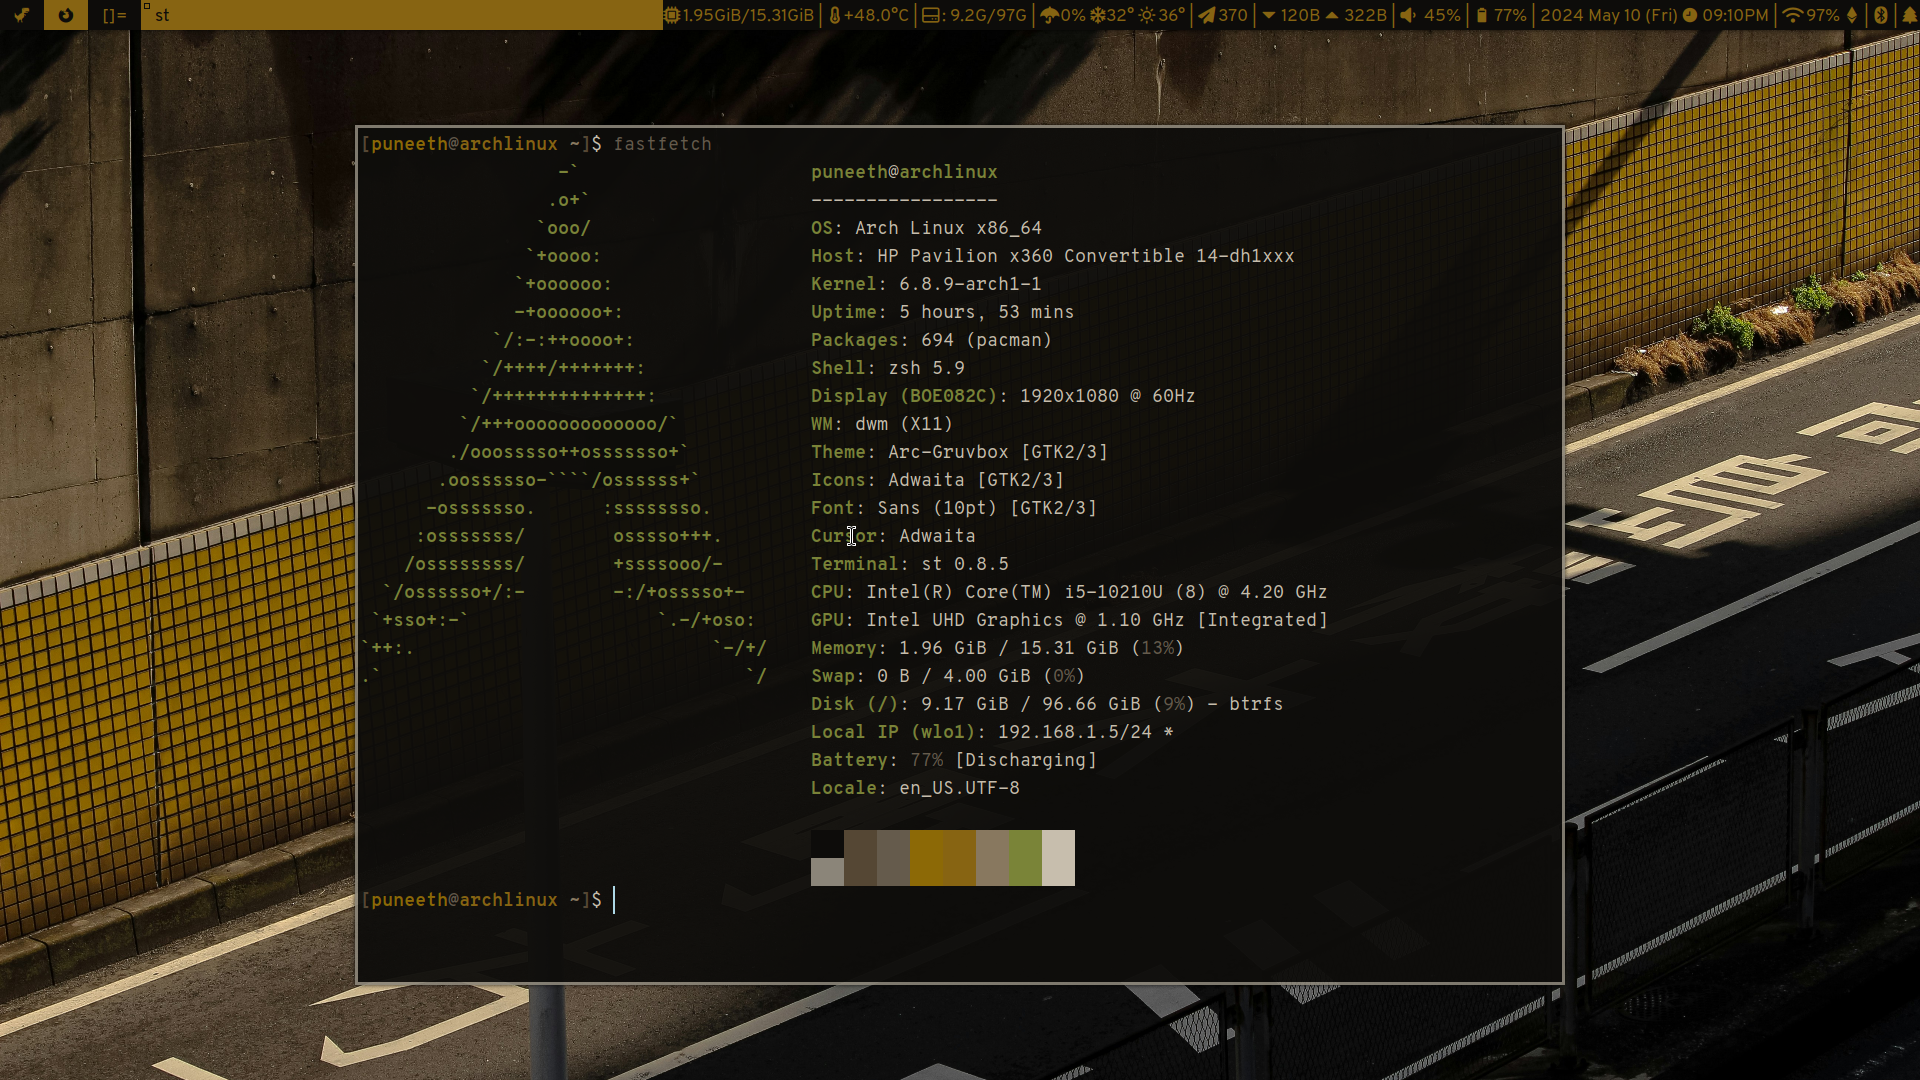 []= st 1.95GiB/15.31GiB | +48.0°C | : 9.2G/97G | 0% 32° 36° | 370 | 120B 322B | 45% | 77% | 2024 May 10 (Fri) 09:10PM | 97% | |
[puneeth@archlinux ~]$ fastfetch
-` puneeth@archlinux
.o+` -----------------
`ooo/ OS: Arch Linux x86_64
`+oooo: Host: HP Pavilion x360 Convertible 14-dh1xxx
`+oooooo: Kernel: 6.8.9-arch1-1
-+oooooo+: Uptime: 5 hours, 53 mins
`/:-:++oooo+: Packages: 694 (pacman)
`/++++/+++++++: Shell: zsh 5.9
`/++++++++++++++: Display (BOE082C): 1920x1080 @ 60Hz
`/+++ooooooooooooo/` WM: dwm (X11)
./ooosssso++osssssso+` Theme: Arc-Gruvbox [GTK2/3]
.oossssso-````/ossssss+` Icons: Adwaita [GTK2/3]
-osssssso. :ssssssso. Font: Sans (10pt) [GTK2/3]
:osssssss/ osssso+++. Cursor: Adwaita
/ossssssss/ +ssssooo/- Terminal: st 0.8.5
`/ossssso+/:- -:/+osssso+- CPU: Intel(R) Core(TM) i5-10210U (8) @ 4.20 GHz
`+sso+:-` `.-/+oso: GPU: Intel UHD Graphics @ 1.10 GHz [Integrated]
`++:. `-/+/ Memory: 1.96 GiB / 15.31 GiB (13%)
.` `/ Swap: 0 B / 4.00 GiB (0%)
Disk (/): 9.17 GiB / 96.66 GiB (9%) - btrfs
Local IP (wlo1): 192.168.1.5/24 *
Battery: 77% [Discharging]
Locale: en_US.UTF-8
[puneeth@archlinux ~]$